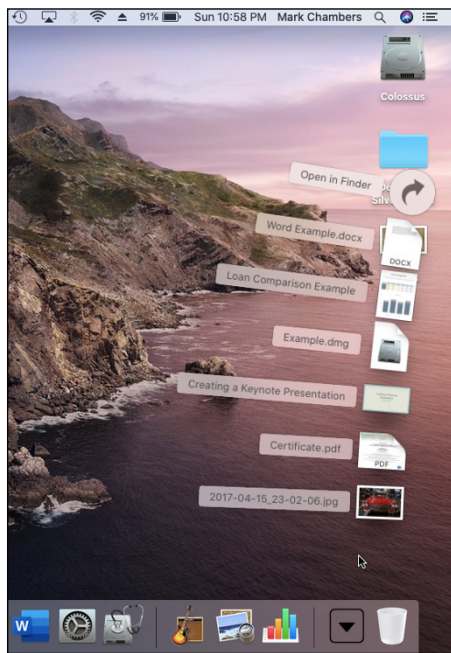 91% Sun 10:58 PM Mark Chambers
Colossus
Open in Finder
Word Example.docx
DOCX
Loan Comparison Example
Example.dmg
Creating a Keynote Presentation
Certificate.pdf
PDF
2017-04-15_23-02-06.jpg
W